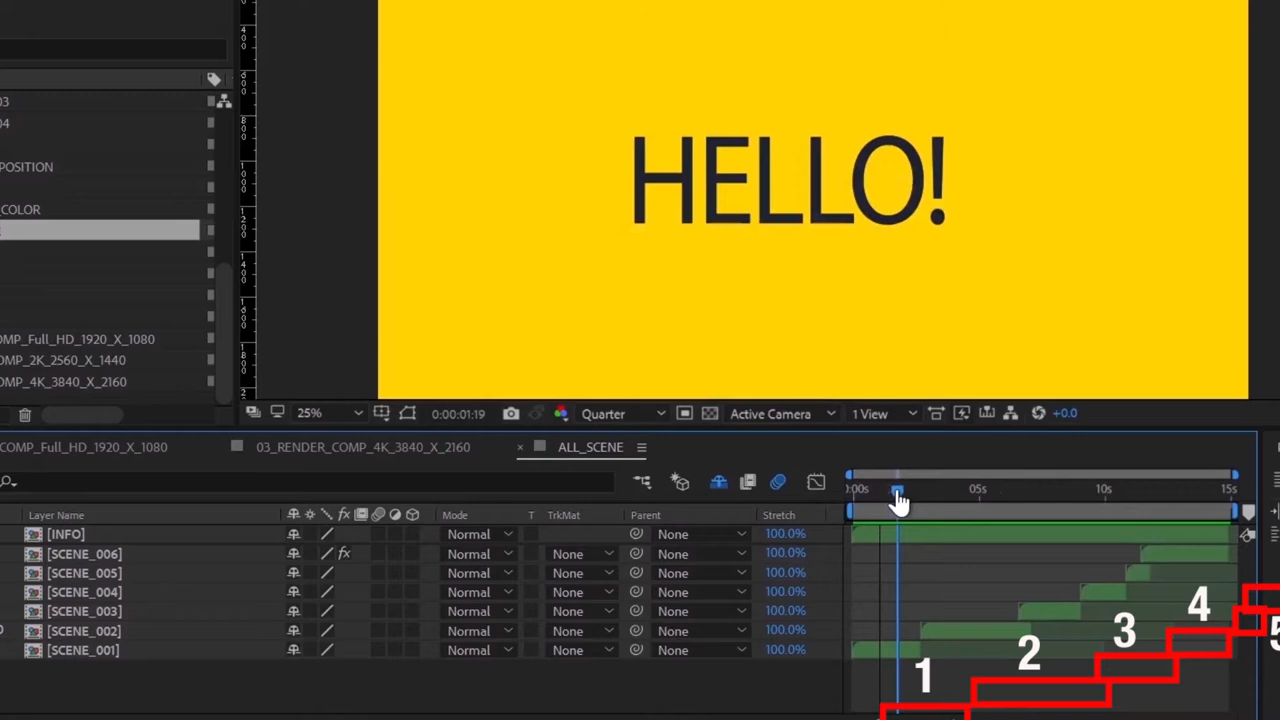 03
04
POSITION
_COLOR
OMP_Full_HD_1920_X_1080
OMP_2K_2560_X_1440
OMP_4K_3840_X_2160
HELLO!
25%
0:00:01:19
Quarter
Active Camera
1 View
+0.0
COMP_Full_HD_1920_X_1080
03_RENDER_COMP_4K_3840_X_2160
× ALL_SCENE
0:00s 05s 10s 15s
Layer Name fx Mode T TrkMat Parent Stretch
[INFO] Normal None 100.0%
[SCENE_006] fx Normal None None 100.0%
[SCENE_005] Normal None None 100.0%
[SCENE_004] Normal None None 100.0%
[SCENE_003] Normal None None 100.0%
[SCENE_002] Normal None None 100.0%
[SCENE_001] Normal None None 100.0%
1
2
3
4
5